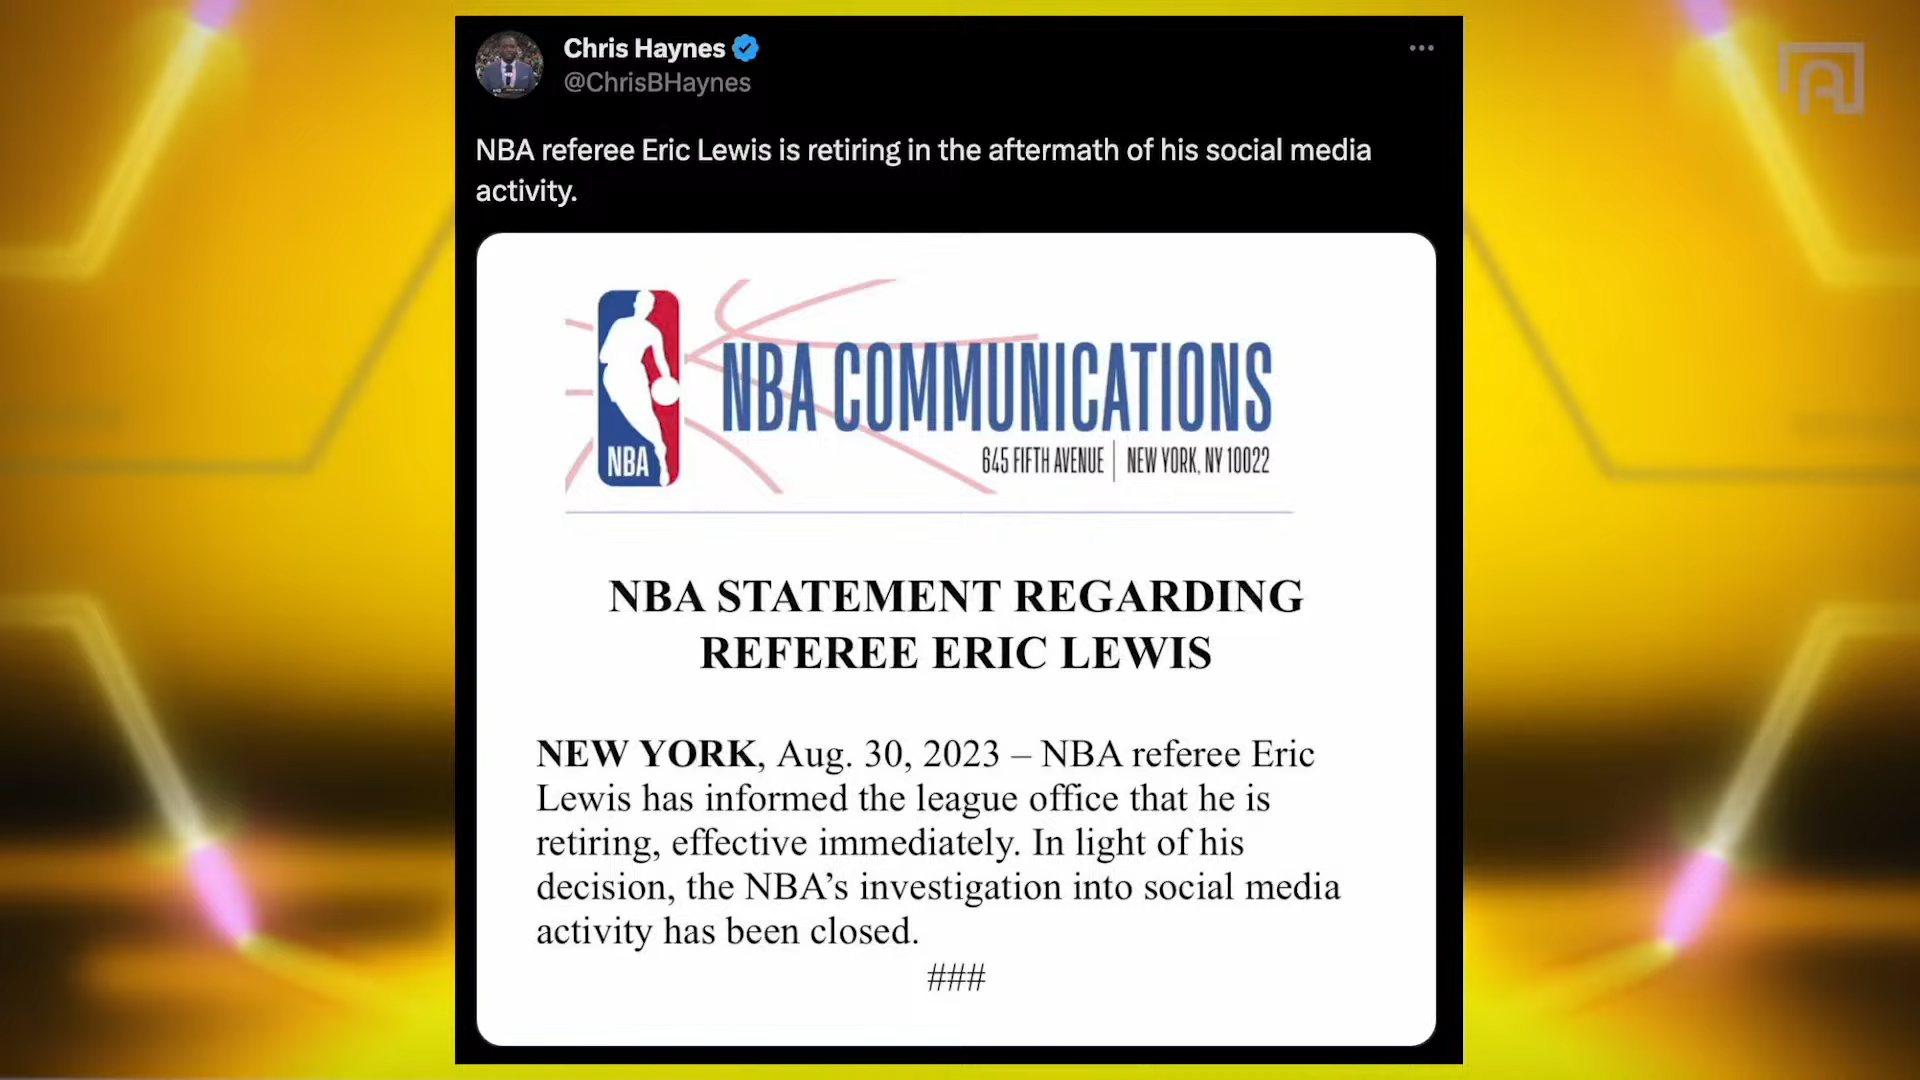 Chris Haynes
@ChrisBHaynes
NBA referee Eric Lewis is retiring in the aftermath of his social media
activity.
NBA
NBA COMMUNICATIONS
645 FIFTH AVENUE | NEW YORK, NY 10022
NBA STATEMENT REGARDING
REFEREE ERIC LEWIS
NEW YORK, Aug. 30, 2023 – NBA referee Eric
Lewis has informed the league office that he is
retiring, effective immediately. In light of his
decision, the NBA’s investigation into social media
activity has been closed.
###